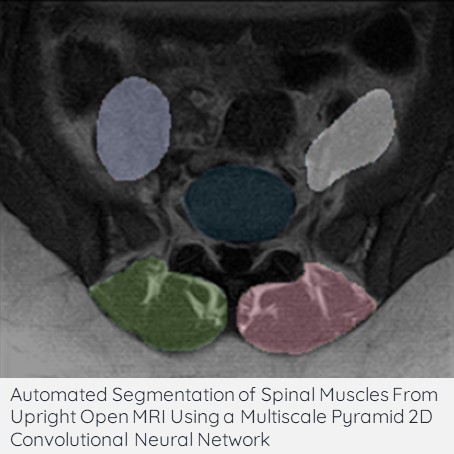 Automated Segmentation of Spinal Muscles From
Upright Open MRI Using a Multiscale Pyramid 2D
Convolutional Neural Network